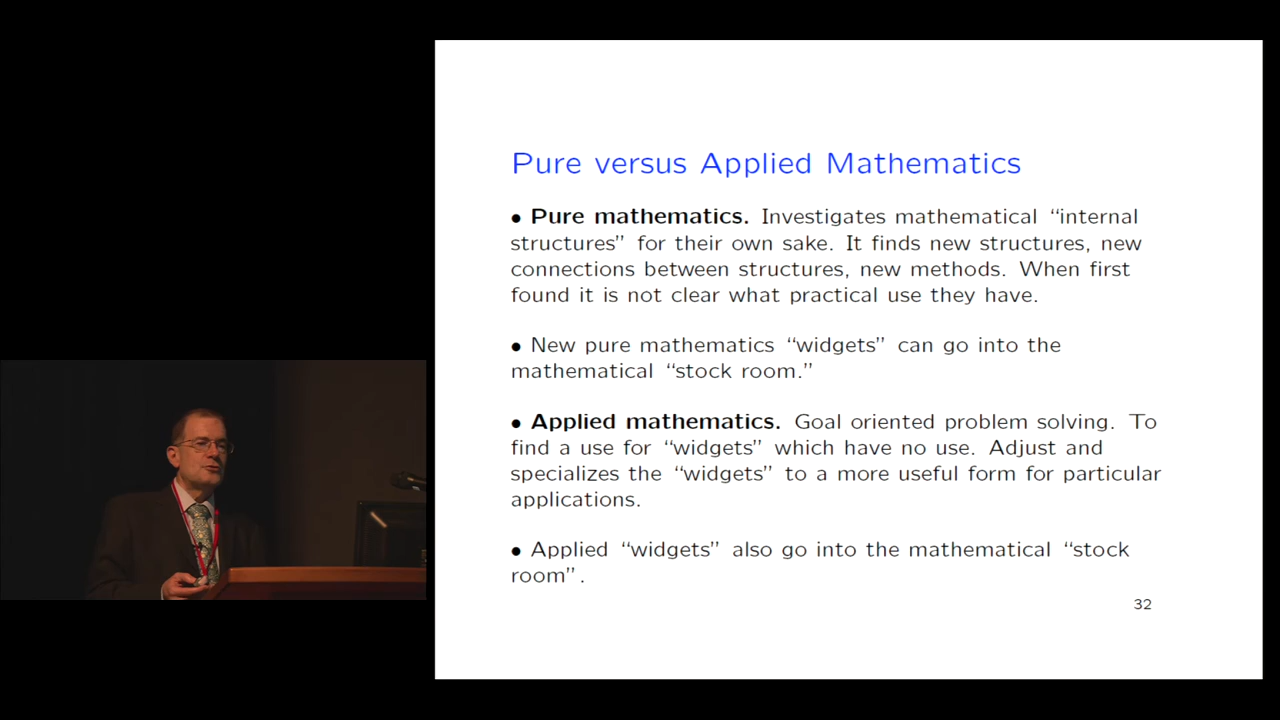 Pure versus Applied Mathematics
• Pure mathematics. Investigates mathematical “internal
structures” for their own sake. It finds new structures, new
connections between structures, new methods. When first
found it is not clear what practical use they have.
• New pure mathematics “widgets” can go into the
mathematical “stock room.”
• Applied mathematics. Goal oriented problem solving. To
find a use for “widgets” which have no use. Adjust and
specializes the “widgets” to a more useful form for particular
applications.
• Applied “widgets” also go into the mathematical “stock
room”.
32